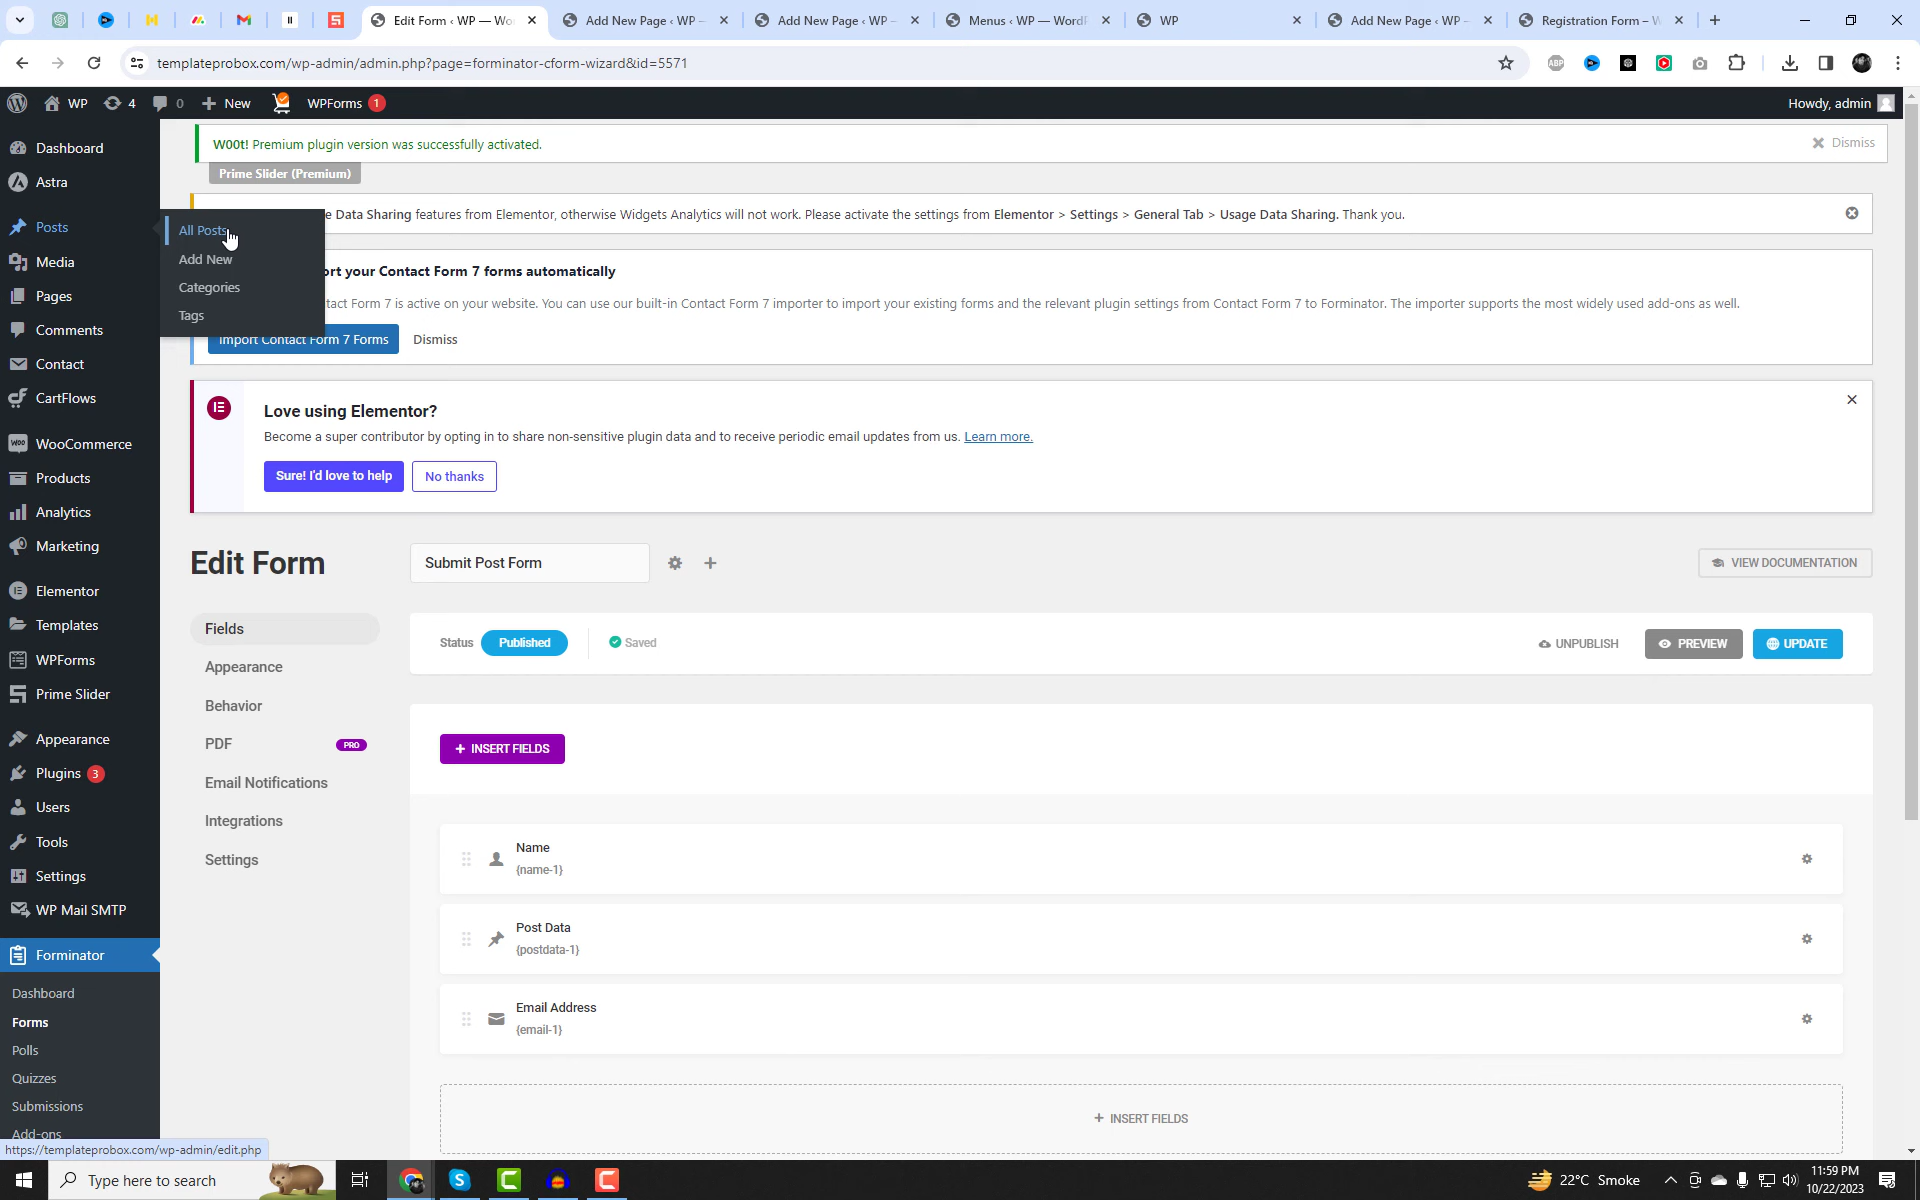 Edit Form ‹ WP — Wo
Add New Page ‹ WP
Add New Page ‹ WP
Menus ‹ WP — Word
WP
Add New Page ‹ WP
Registration Form – W
templateprobox.com/wp-admin/admin.php?page=forminator-cform-wizard&id=5571
ABP
WP
4
0
New
WPForms 1
Howdy, admin
Dashboard
Astra
Posts
Media
Pages
Comments
Contact
CartFlows
WooCommerce
Products
Analytics
Marketing
Elementor
Templates
WPForms
Prime Slider
Appearance
Plugins 3
Users
Tools
Settings
WP Mail SMTP
Forminator
Dashboard
Forms
Polls
Quizzes
Submissions
Add-ons
All Posts
Add New
Categories
Tags
W00t! Premium plugin version was successfully activated.
Dismiss
Prime Slider (Premium)
e Data Sharing features from Elementor, otherwise Widgets Analytics will not work. Please activate the settings from Elementor > Settings > General Tab > Usage Data Sharing. Thank you.
ort your Contact Form 7 forms automatically
tact Form 7 is active on your website. You can use our built-in Contact Form 7 importer to import your existing forms and the relevant plugin settings from Contact Form 7 to Forminator. The importer supports the most widely used add-ons as well.
Import Contact Form 7 Forms
Dismiss
Love using Elementor?
Become a super contributor by opting in to share non-sensitive plugin data and to receive periodic email updates from us. Learn more.
Sure! I'd love to help
No thanks
Edit Form
Submit Post Form
VIEW DOCUMENTATION
Fields
Appearance
Behavior
PDF PRO
Email Notifications
Integrations
Settings
Status Published
Saved
UNPUBLISH
PREVIEW
UPDATE
+ INSERT FIELDS
Name
{name-1}
Post Data
{postdata-1}
Email Address
{email-1}
+ INSERT FIELDS
https://templateprobox.com/wp-admin/edit.php
Type here to search
22°C Smoke
11:59 PM
10/22/2023